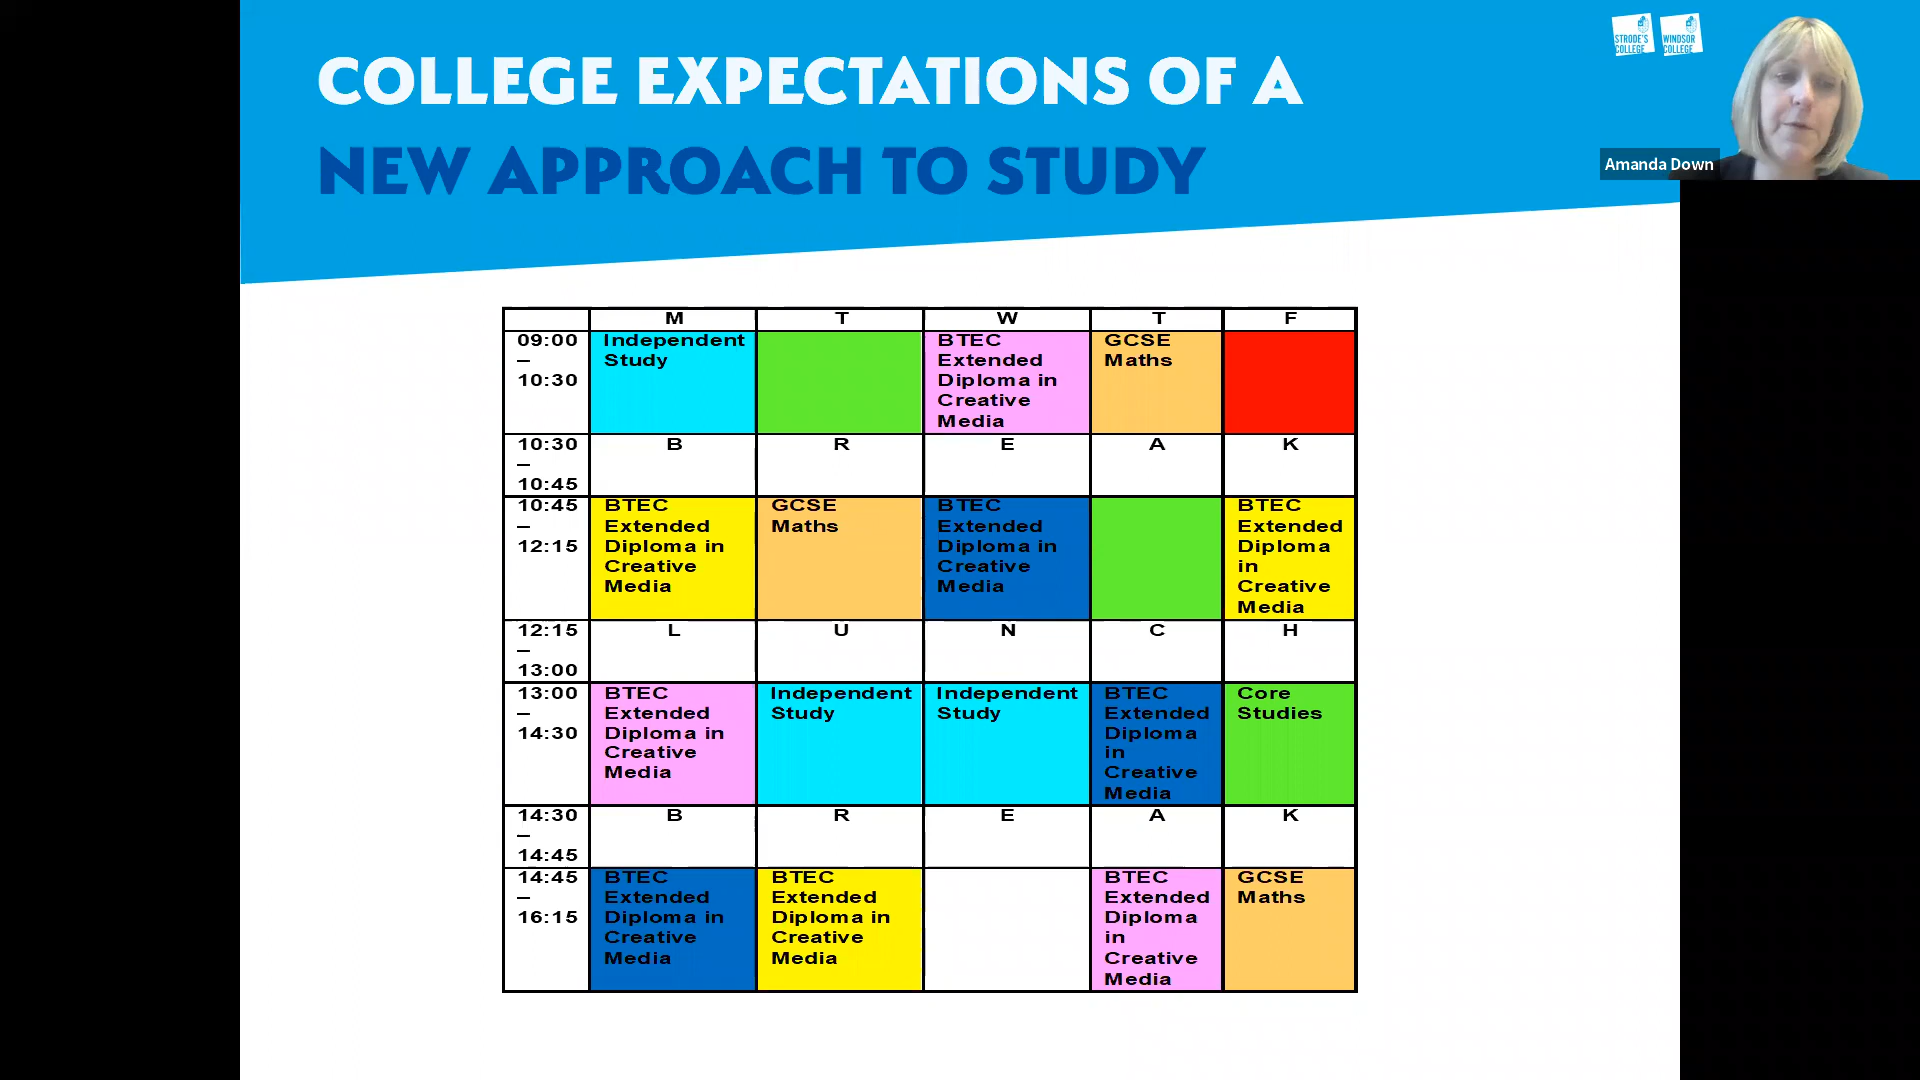 COLLEGE EXPECTATIONS OF A
NEW APPROACH TO STUDY
STRODE'S
COLLEGE
WINDSOR
COLLEGE
Amanda Down
M T W T F
09:00
–
10:30
Independent
Study
BTEC
Extended
Diploma in
Creative
Media
GCSE
Maths
10:30
–
10:45
B R E A K
10:45
–
12:15
BTEC
Extended
Diploma in
Creative
Media
GCSE
Maths
BTEC
Extended
Diploma in
Creative
Media
BTEC
Extended
Diploma
in
Creative
Media
12:15
–
13:00
L U N C H
13:00
–
14:30
BTEC
Extended
Diploma in
Creative
Media
Independent
Study
Independent
Study
BTEC
Extended
Diploma
in
Creative
Media
Core
Studies
14:30
–
14:45
B R E A K
14:45
–
16:15
BTEC
Extended
Diploma in
Creative
Media
BTEC
Extended
Diploma in
Creative
Media
BTEC
Extended
Diploma
in
Creative
Media
GCSE
Maths